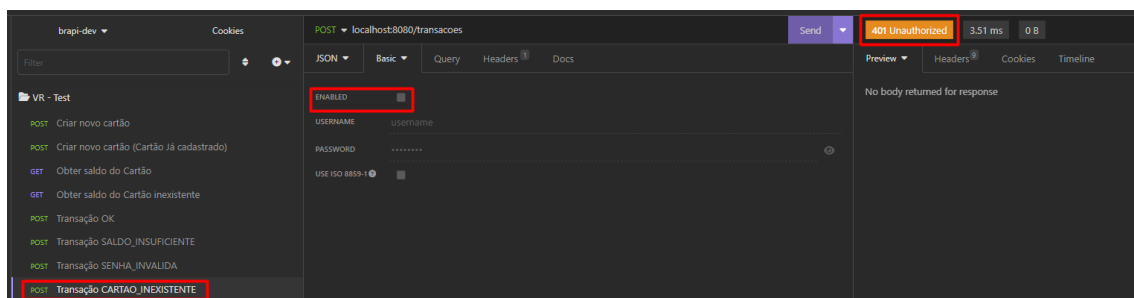 brapi-dev Cookies
POST localhost:8080/transacoes Send
401 Unauthorized 3.51 ms 0 B
Filter
JSON Basic Query Headers 1 Docs
Preview Headers 9 Cookies Timeline
VR - Test
POST Criar novo cartão
POST Criar novo cartão (Cartão Já cadastrado)
GET Obter saldo do Cartão
GET Obter saldo do Cartão inexistente
POST Transação OK
POST Transação SALDO_INSUFICIENTE
POST Transação SENHA_INVALIDA
POST Transação CARTAO_INEXISTENTE
ENABLED
USERNAME username
PASSWORD ••••••••
USE ISO 8859-1
No body returned for response